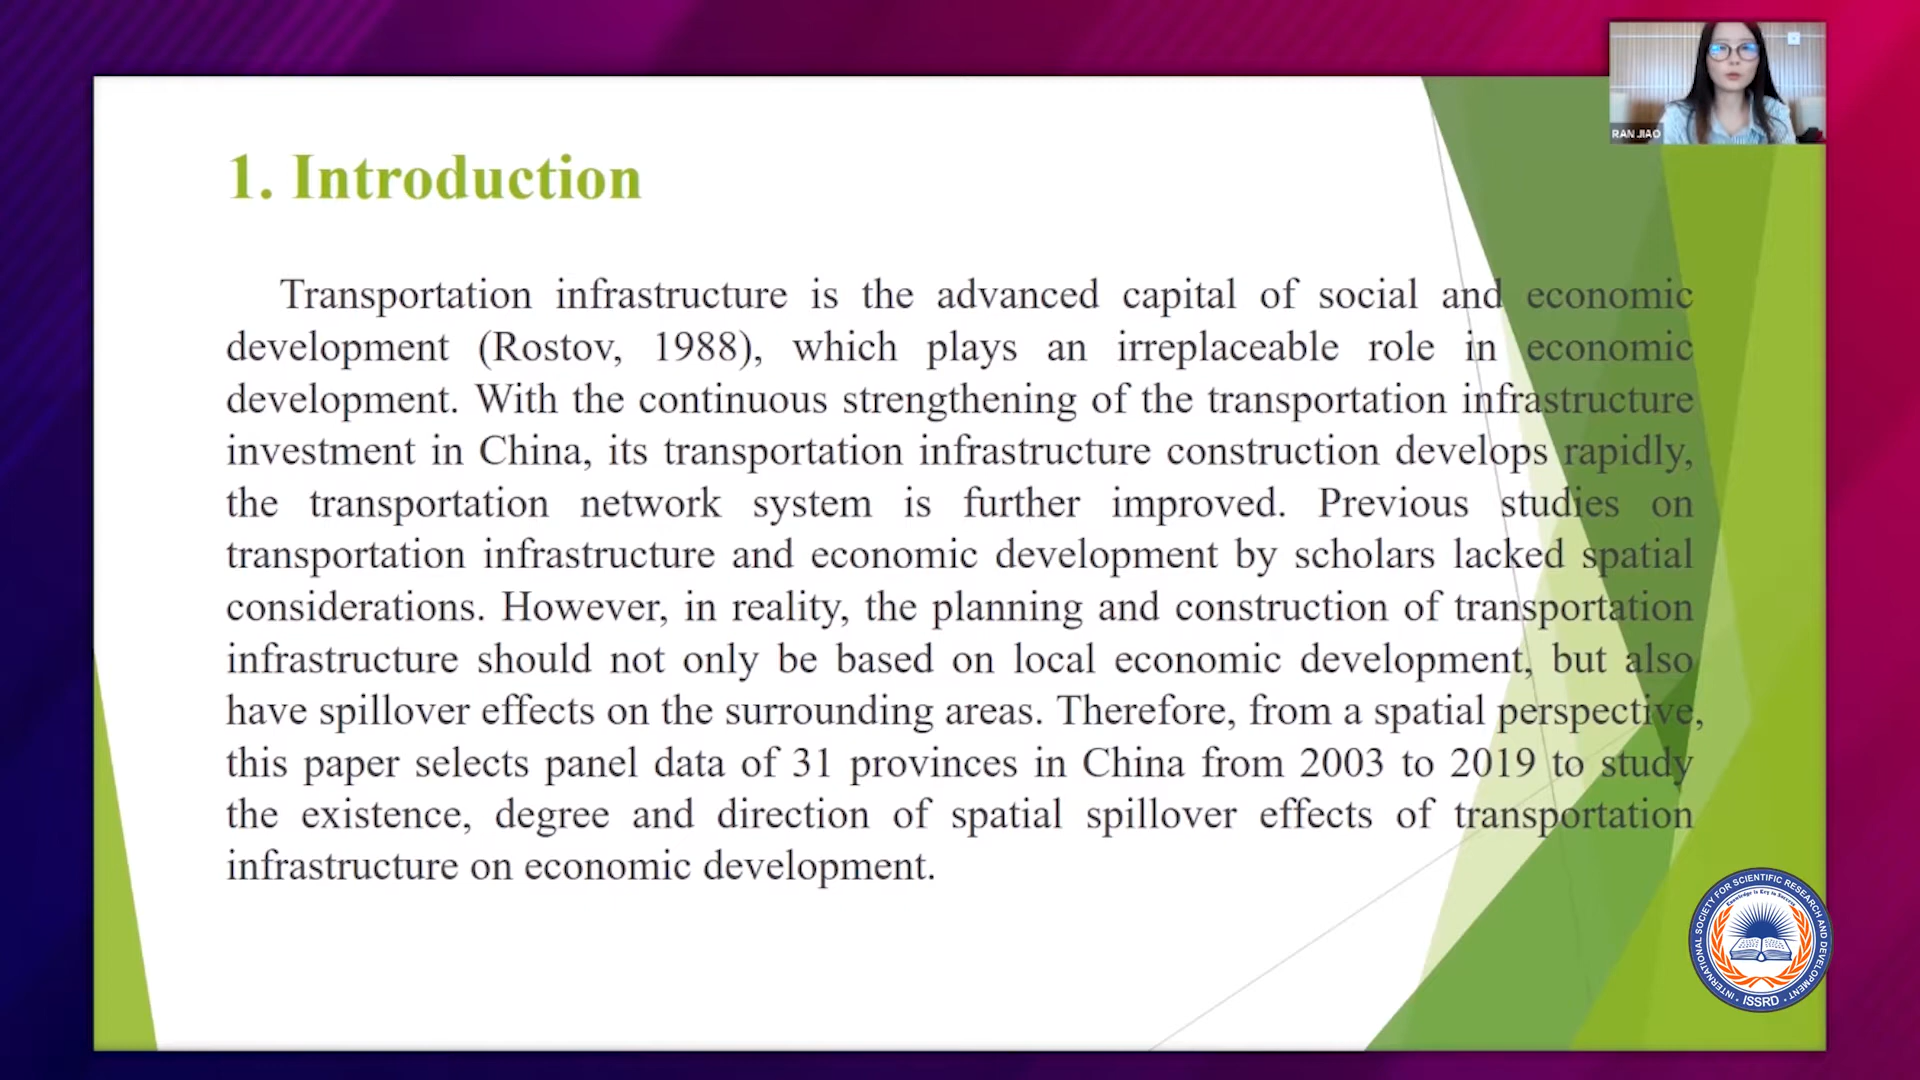 RAN JIAO
1. Introduction
Transportation infrastructure is the advanced capital of social and economic
development (Rostov, 1988), which plays an irreplaceable role in economic
development. With the continuous strengthening of the transportation infrastructure
investment in China, its transportation infrastructure construction develops rapidly,
the transportation network system is further improved. Previous studies on
transportation infrastructure and economic development by scholars lacked spatial
considerations. However, in reality, the planning and construction of transportation
infrastructure should not only be based on local economic development, but also
have spillover effects on the surrounding areas. Therefore, from a spatial perspective,
this paper selects panel data of 31 provinces in China from 2003 to 2019 to study
the existence, degree and direction of spatial spillover effects of transportation
infrastructure on economic development.
INTERNATIONAL SOCIETY FOR SCIENTIFIC RESEARCH AND DEVELOPMENT
Knowledge is Key to Success
ISSRD